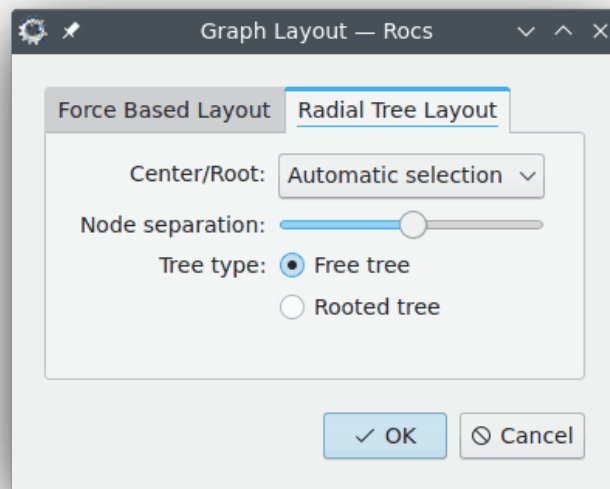 Graph Layout — Rocs
Force Based Layout Radial Tree Layout
Center/Root: Automatic selection
Node separation:
Tree type: Free tree
Rooted tree
OK Cancel